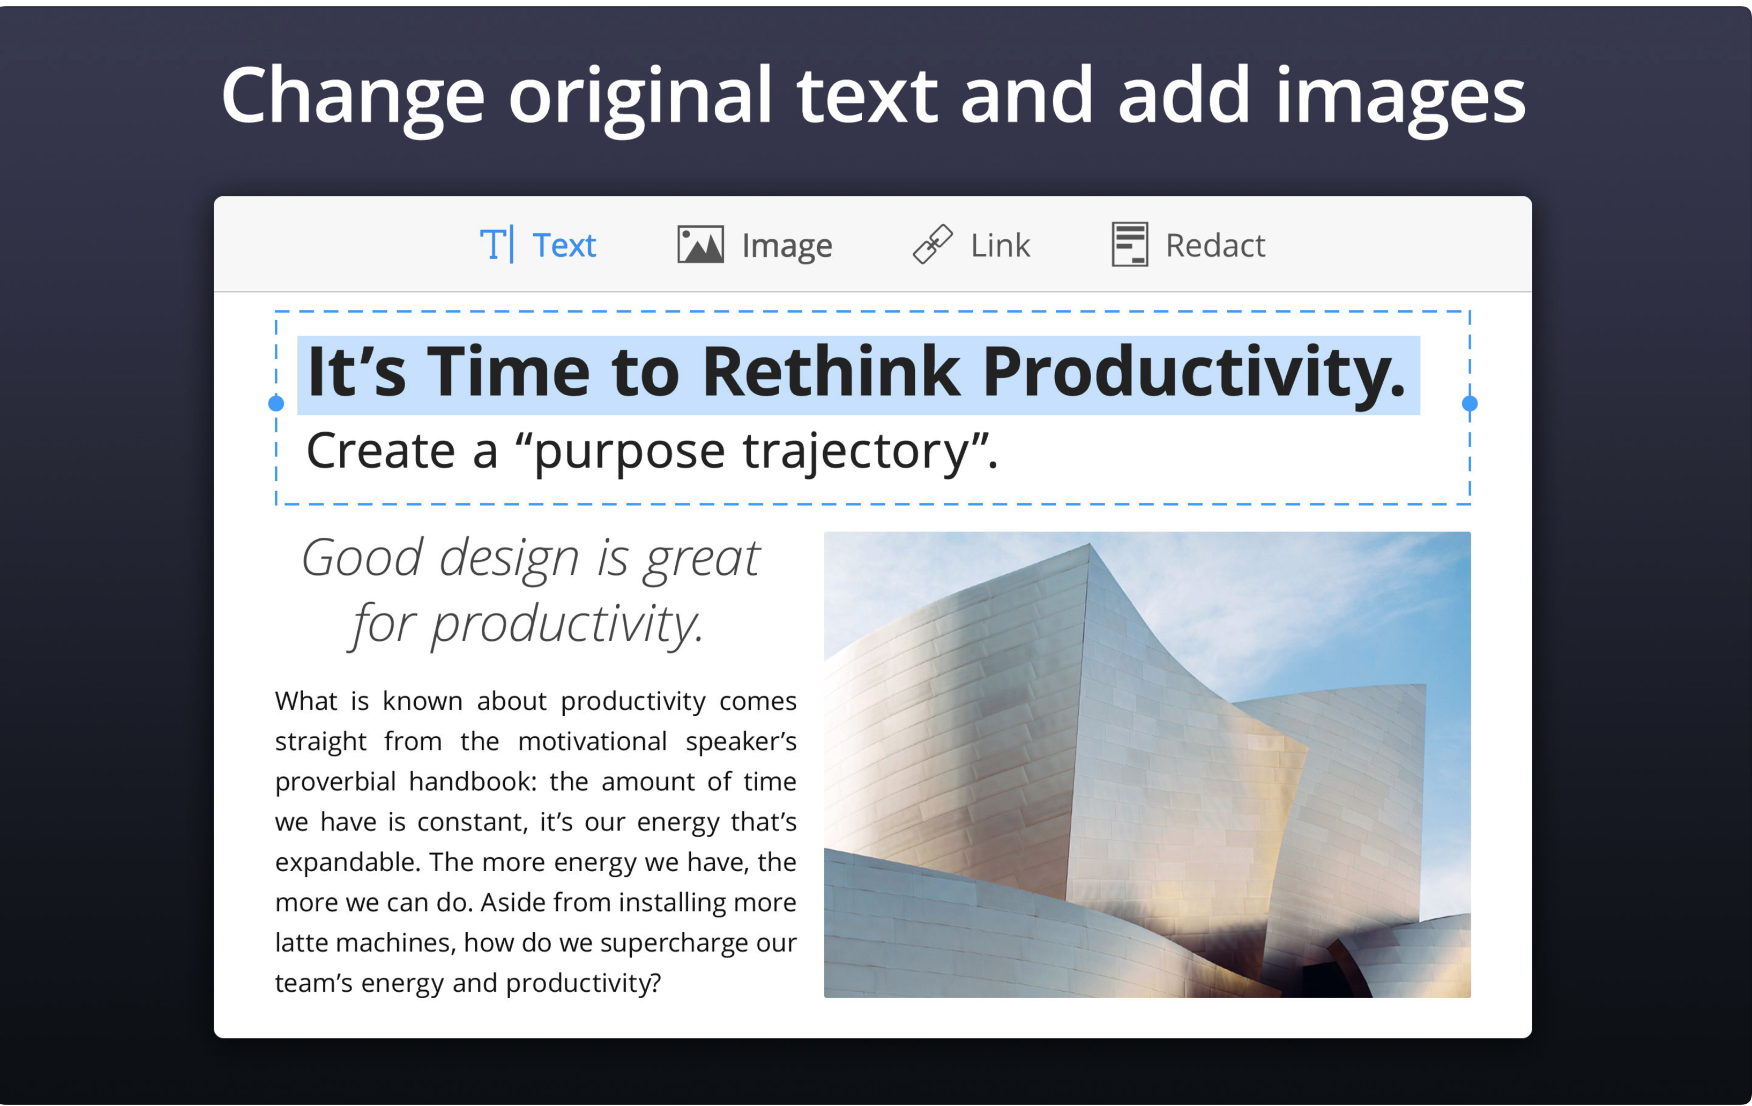 Change original text and add images
Text Image Link Redact
It’s Time to Rethink Productivity.
Create a “purpose trajectory”.
Good design is great
for productivity.
What is known about productivity comes
straight from the motivational speaker’s
proverbial handbook: the amount of time
we have is constant, it’s our energy that’s
expandable. The more energy we have, the
more we can do. Aside from installing more
latte machines, how do we supercharge our
team’s energy and productivity?